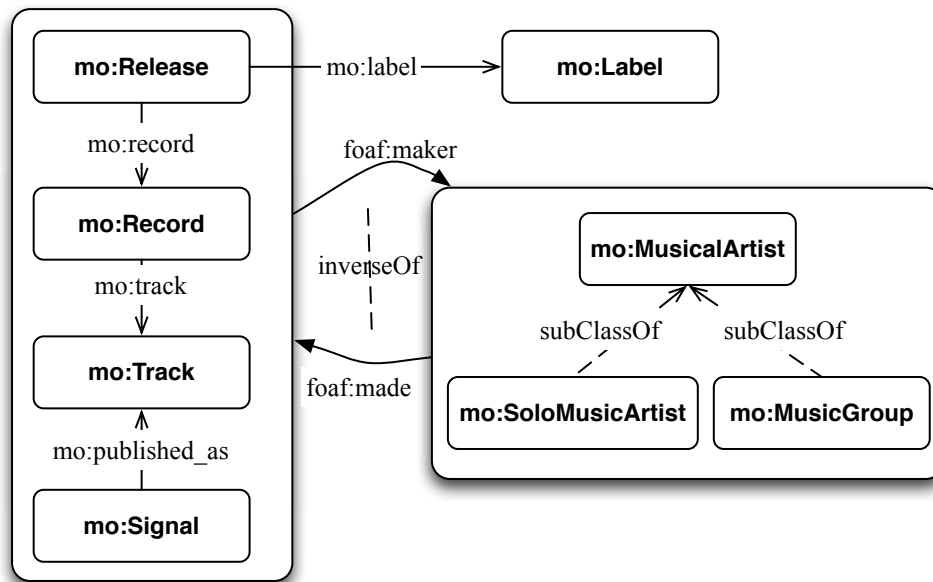 mo:Release
mo:label
mo:Label
mo:record
foaf:maker
mo:Record
mo:MusicalArtist
inverseOf
mo:track
subClassOf
subClassOf
mo:Track
foaf:made
mo:SoloMusicArtist
mo:MusicGroup
mo:published_as
mo:Signal